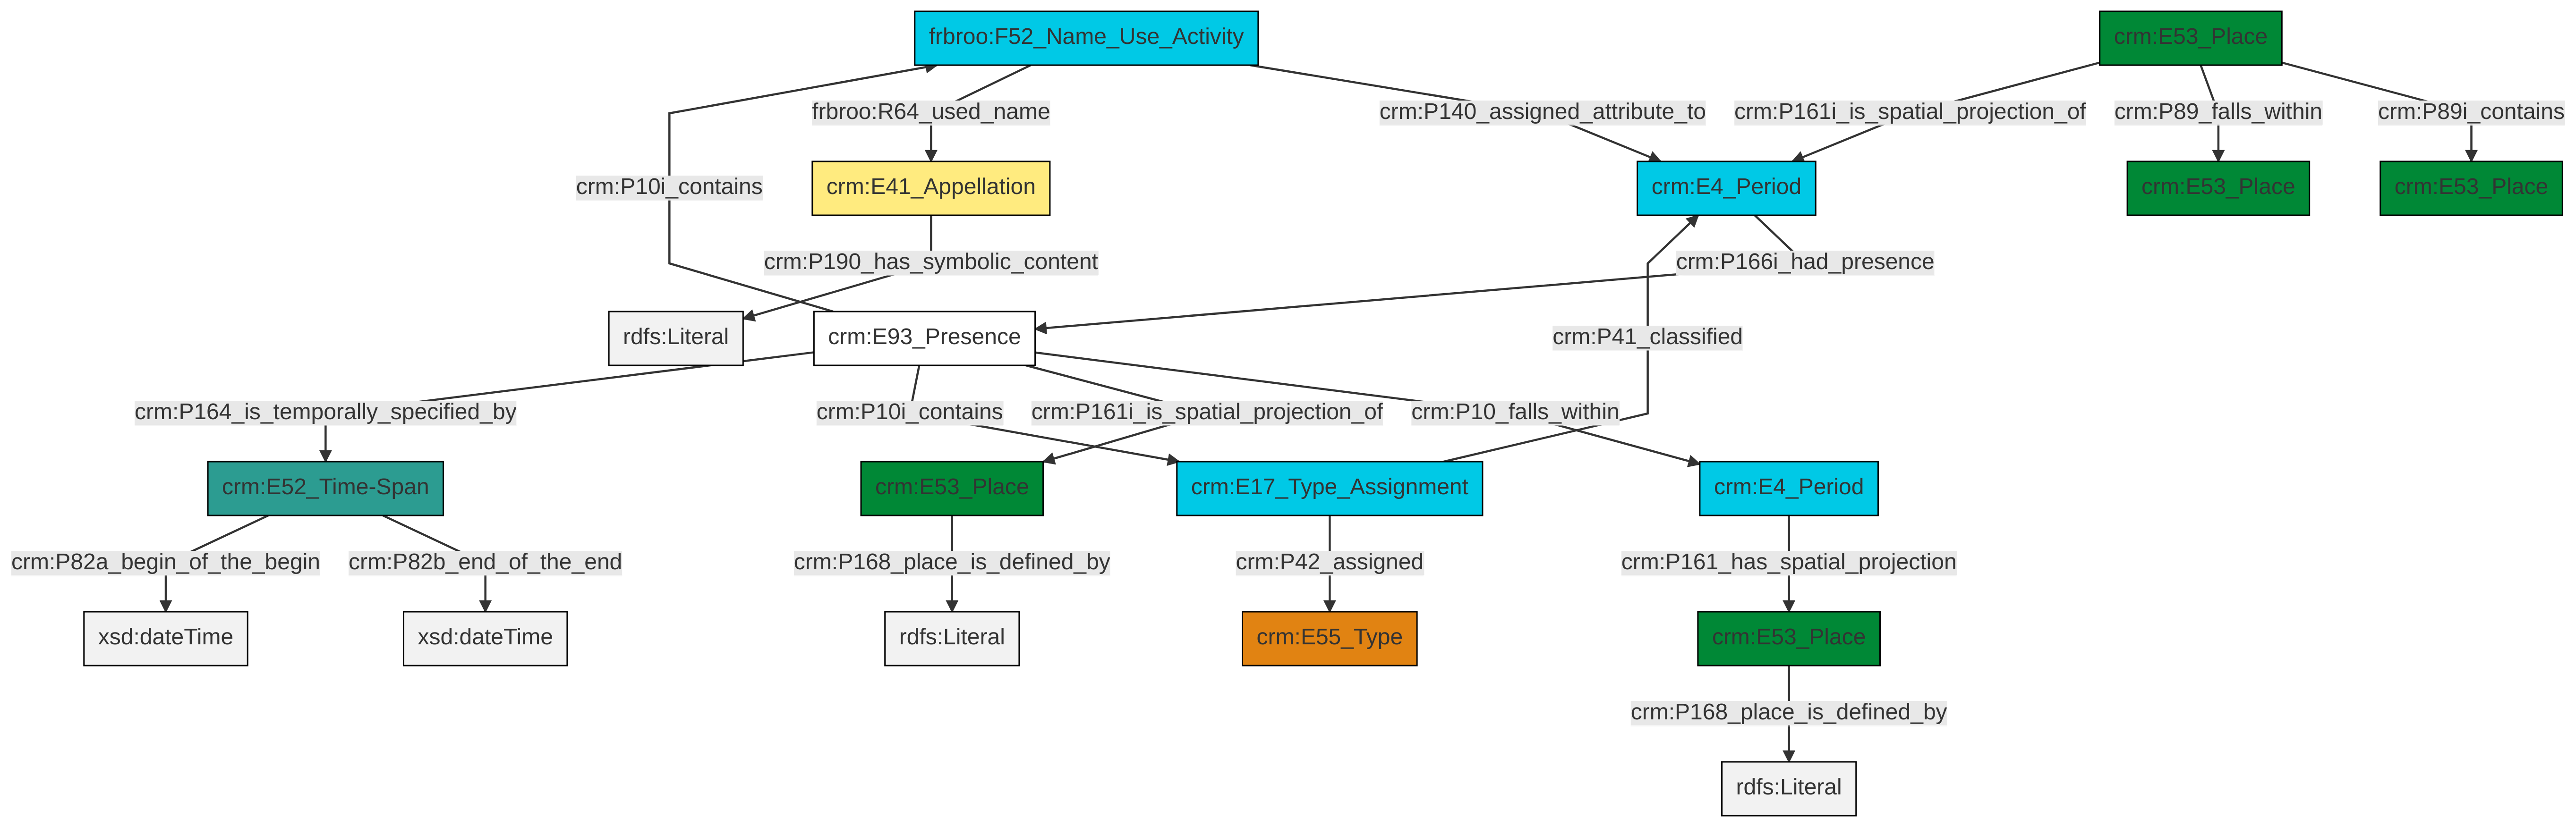 frbroo:F52_Name_Use_Activity
crm:E53_Place
frbroo:R64_used_name
crm:P140_assigned_attribute_to
crm:P161i_is_spatial_projection_of
crm:P89_falls_within
crm:P89i_contains
crm:P10i_contains
crm:E41_Appellation
crm:E4_Period
crm:E53_Place
crm:E53_Place
crm:P190_has_symbolic_content
crm:P166i_had_presence
rdfs:Literal
crm:E93_Presence
crm:P41_classified
crm:P164_is_temporally_specified_by
crm:P10i_contains
crm:P161i_is_spatial_projection_of
crm:P10_falls_within
crm:E52_Time-Span
crm:E53_Place
crm:E17_Type_Assignment
crm:E4_Period
crm:P82a_begin_of_the_begin
crm:P82b_end_of_the_end
crm:P168_place_is_defined_by
crm:P42_assigned
crm:P161_has_spatial_projection
xsd:dateTime
xsd:dateTime
rdfs:Literal
crm:E55_Type
crm:E53_Place
crm:P168_place_is_defined_by
rdfs:Literal